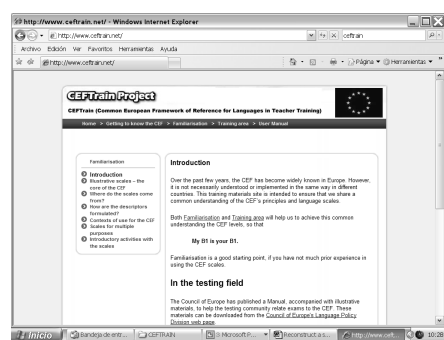 http://www.ceftrain.net/ - Windows Internet Explorer
http://www.ceftrain.net/
ceftrain
Archivo Edición Ver Favoritos Herramientas Ayuda
http://www.ceftrain.net/
Página Herramientas
CEFTrain Project
CEFTrain (Common European Framework of Reference for Languages in Teacher Training)
Home > Getting to know the CEF > Familiarisation > Training area > User Manual
Familiarisation
Introduction
Illustrative scales – the
core of the CEF
Where do the scales come
from?
How are the descriptors
formulated?
Contexts of use for the CEF
Scales for multiple
purposes
Introductory activities with
the scales
Introduction
Over the past few years, the CEF has become widely known in Europe. However,
it is not necessarily understood or implemented in the same way in different
countries. This training materials site is intended to ensure that we share a
common understanding of the CEF's principles and language scales.
Both Familiarisation and Training area will help us to achieve this common
understanding the CEF levels, so that
My B1 is your B1.
Familiarisation is a good starting point, if you have not much prior experience in
using the CEF scales.
In the testing field
The Council of Europe has published a Manual, accompanied with illustrative
materials, to help the testing community relate exams to the CEF. These
materials can be downloaded from the Council of Europe's Language Policy
Division web page.
Inicio
Bandeja de entr...
CEFTRAIN
Microsoft P...
Reconstruct a s...
http://www.ceft...
10:28